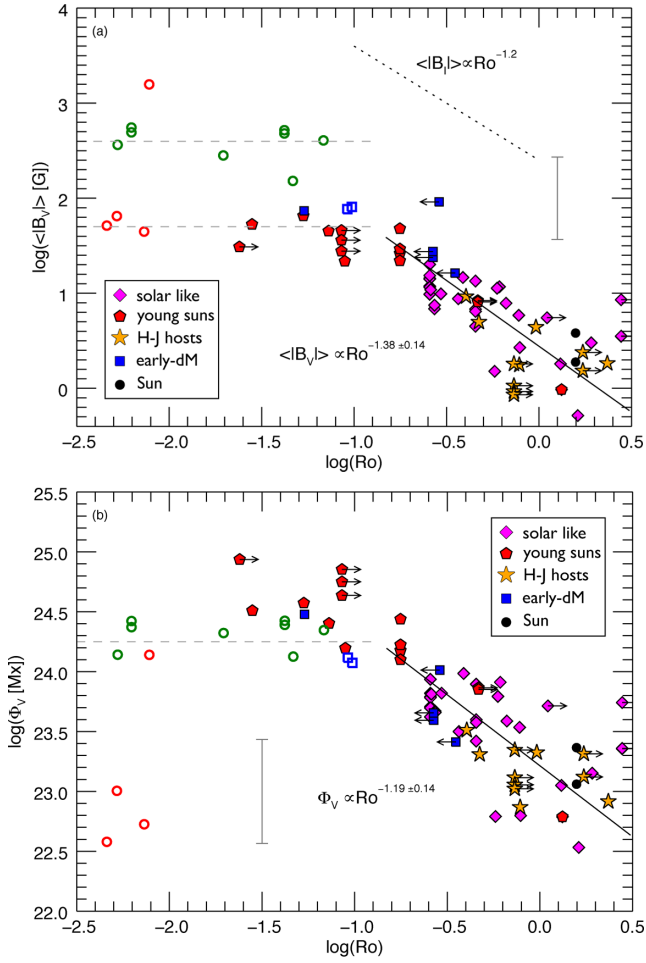 (a)
<|B_I|>∝Ro^−1.2
log(<|B_V|> [G])
4
3
2
1
0
solar like
young suns
H-J hosts
early-dM
Sun
<|B_V|> ∝Ro^−1.38 ±0.14
−2.5 −2.0 −1.5 −1.0 −0.5 0.0 0.5
log(Ro)
(b)
log(Φ_V [Mx])
25.5
25.0
24.5
24.0
23.5
23.0
22.5
22.0
solar like
young suns
H-J hosts
early-dM
Sun
Φ_V ∝Ro^−1.19 ±0.14
−2.5 −2.0 −1.5 −1.0 −0.5 0.0 0.5
log(Ro)